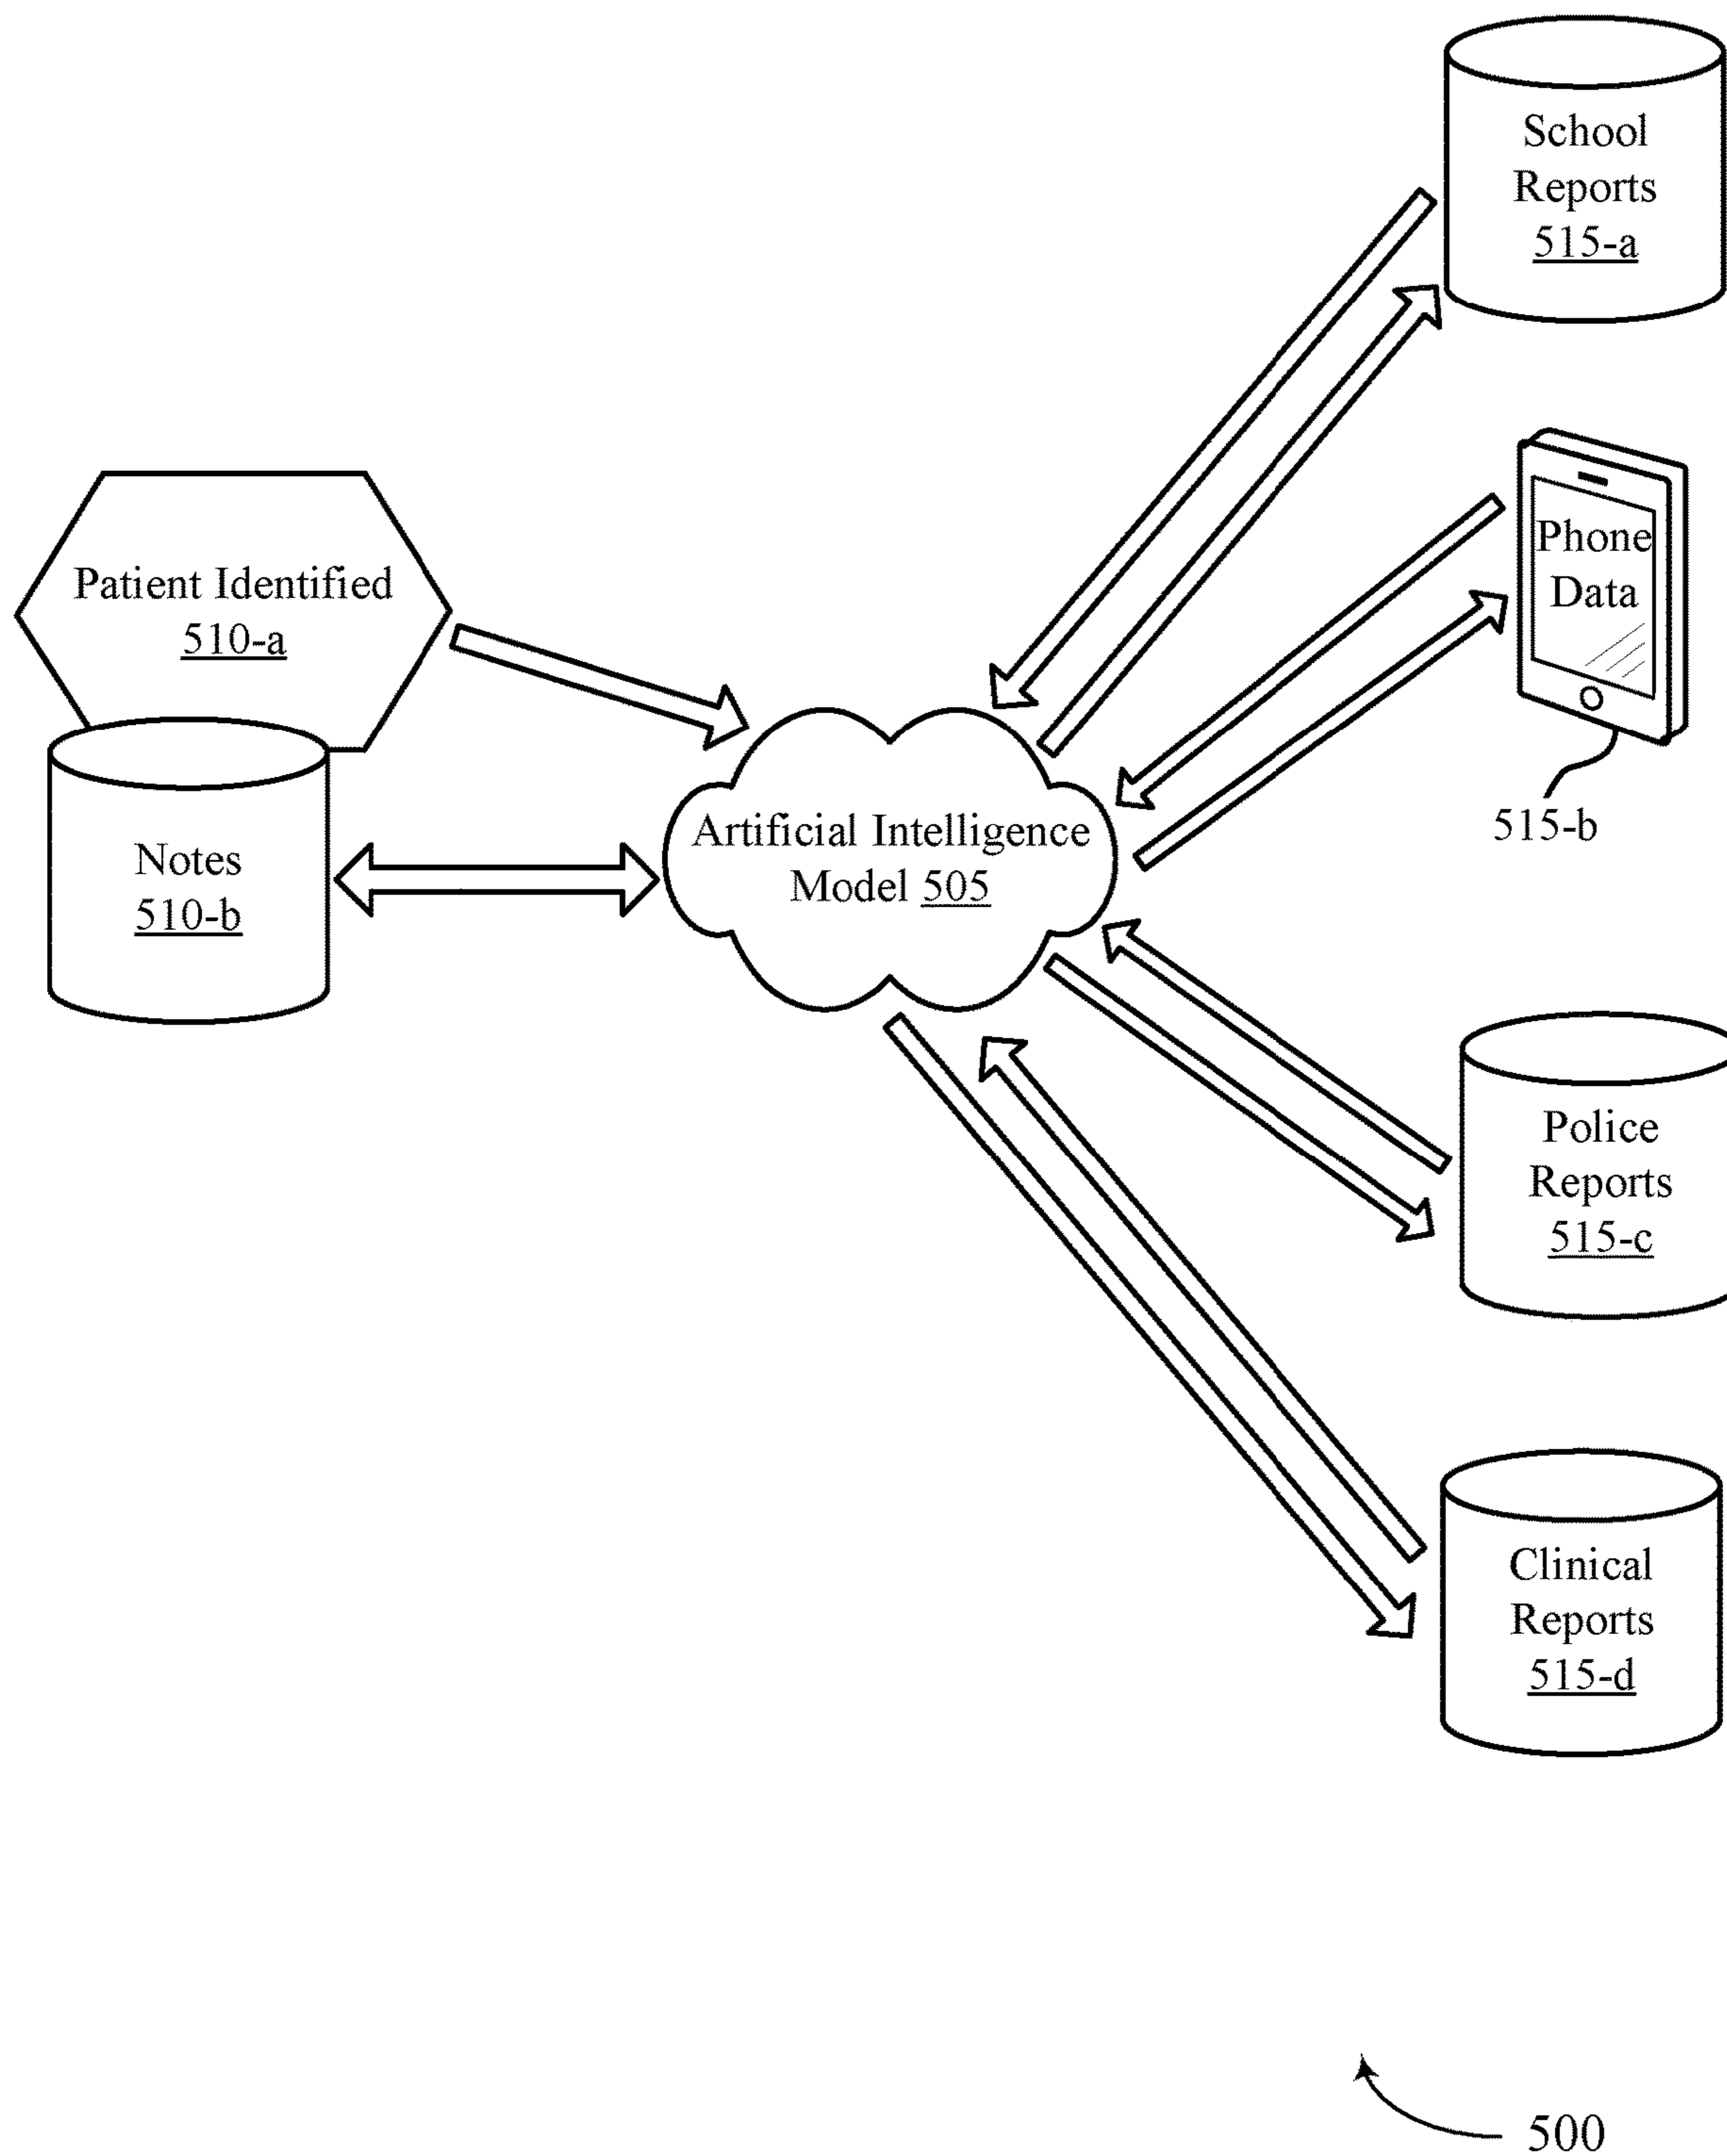 School
Reports
515-a
Phone
Data
515-b
Patient Identified
510-a
Notes
510-b
Artificial Intelligence
Model 505
Police
Reports
515-c
Clinical
Reports
515-d
500